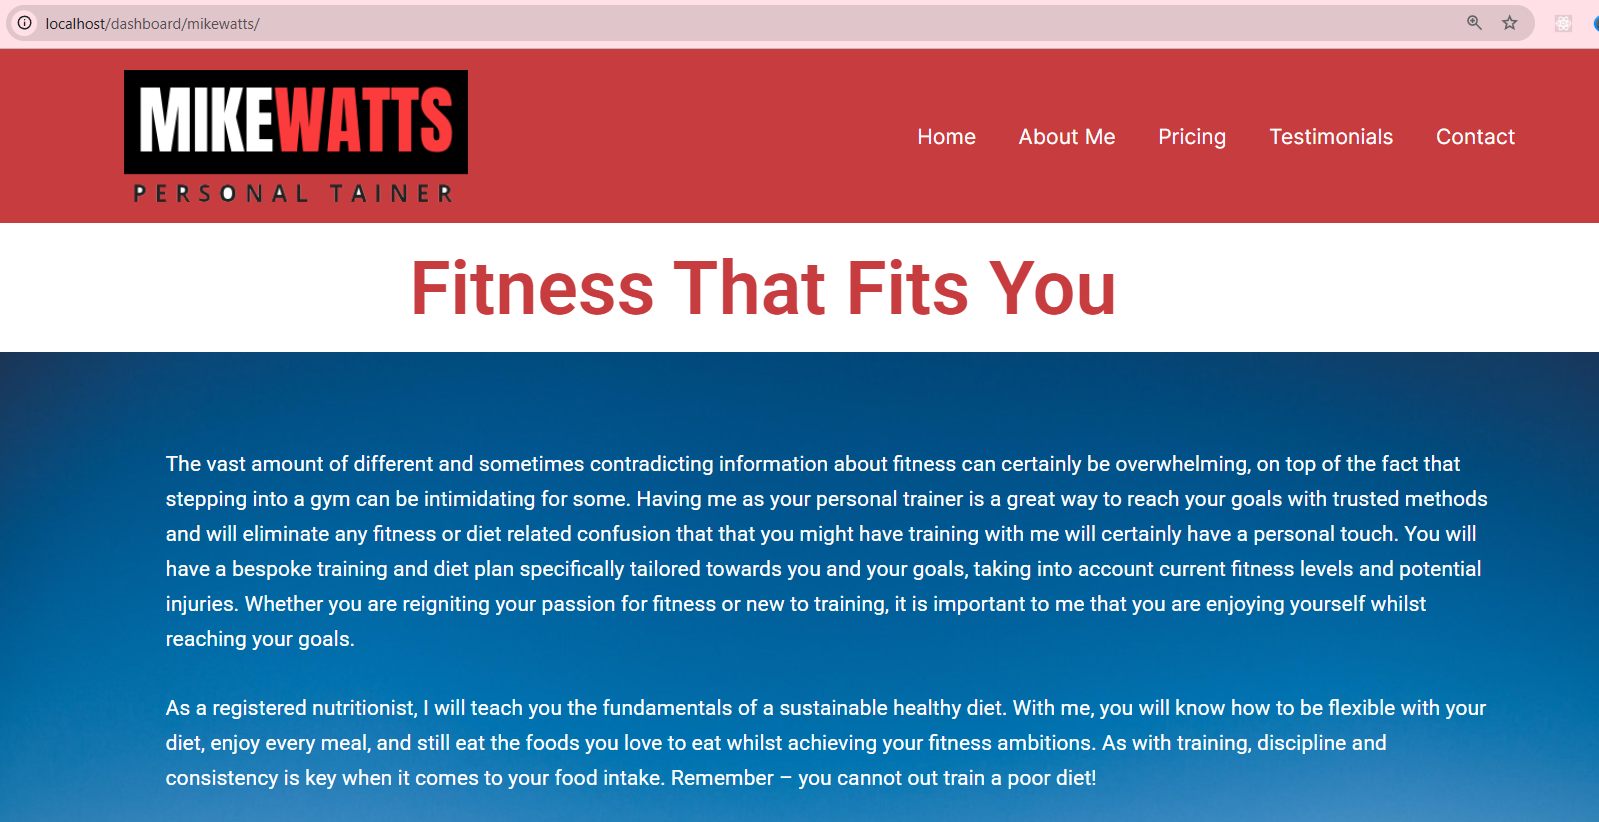 localhost/dashboard/mikewatts/
MIKEWATTS
PERSONAL TAINER
Home About Me Pricing Testimonials Contact
Fitness That Fits You
The vast amount of different and sometimes contradicting information about fitness can certainly be overwhelming, on top of the fact that
stepping into a gym can be intimidating for some. Having me as your personal trainer is a great way to reach your goals with trusted methods
and will eliminate any fitness or diet related confusion that that you might have training with me will certainly have a personal touch. You will
have a bespoke training and diet plan specifically tailored towards you and your goals, taking into account current fitness levels and potential
injuries. Whether you are reigniting your passion for fitness or new to training, it is important to me that you are enjoying yourself whilst
reaching your goals.
As a registered nutritionist, I will teach you the fundamentals of a sustainable healthy diet. With me, you will know how to be flexible with your
diet, enjoy every meal, and still eat the foods you love to eat whilst achieving your fitness ambitions. As with training, discipline and
consistency is key when it comes to your food intake. Remember – you cannot out train a poor diet!